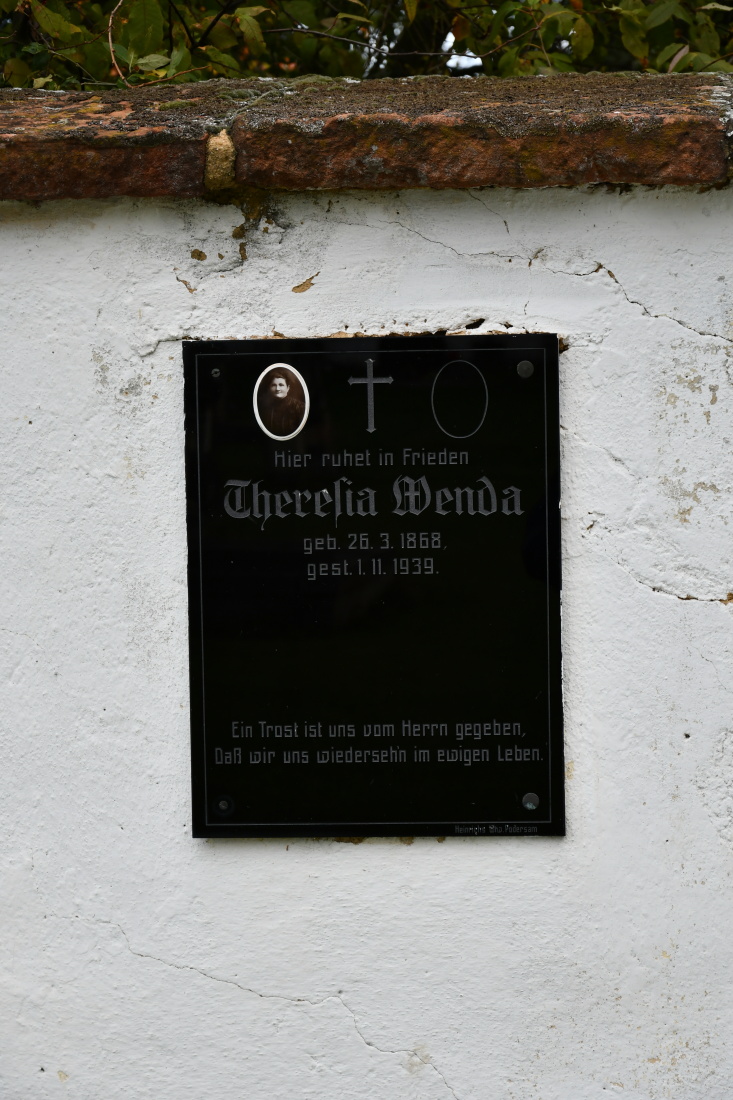 Hier ruhet in Frieden
Theresia Wenda
geb. 26. 3. 1868,
gest. 1. 11. 1939.
Ein Trost ist uns vom Herrn gegeben,
Daß wir uns wiederseh'n im ewigen Leben.
Podersam